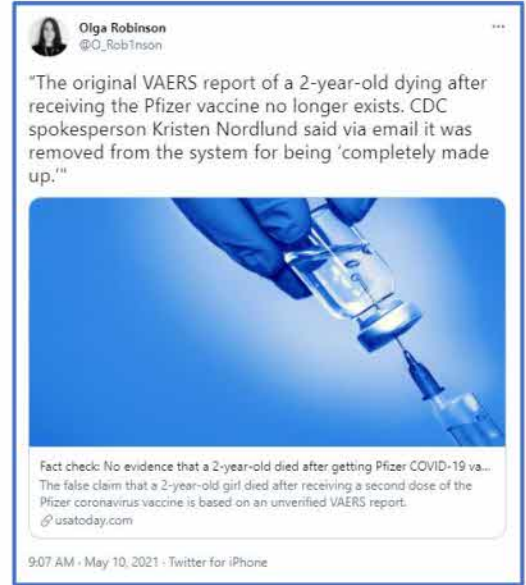 Olga Robinson
@O_Rob1nson
"The original VAERS report of a 2-year-old dying after
receiving the Pfizer vaccine no longer exists. CDC
spokesperson Kristen Nordlund said via email it was
removed from the system for being 'completely made
up.'"
Fact check: No evidence that a 2-year-old died after getting Pfizer COVID-19 va...
The false claim that a 2-year-old girl died after receiving a second dose of the
Pfizer coronavirus vaccine is based on an unverified VAERS report.
usatoday.com
9:07 AM · May 10, 2021 · Twitter for iPhone